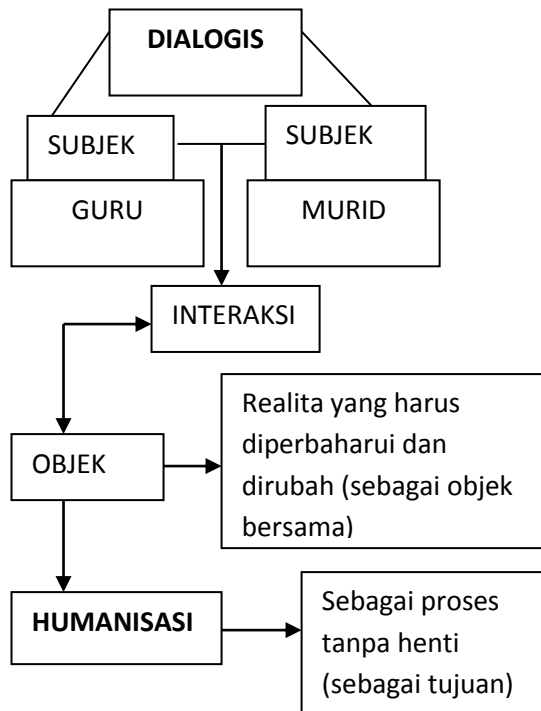 DIALOGIS
SUBJEK
SUBJEK
GURU
MURID
INTERAKSI
Realita yang harus
diperbaharui dan
dirubah (sebagai objek
bersama)
OBJEK
Sebagai proses
tanpa henti
(sebagai tujuan)
HUMANISASI